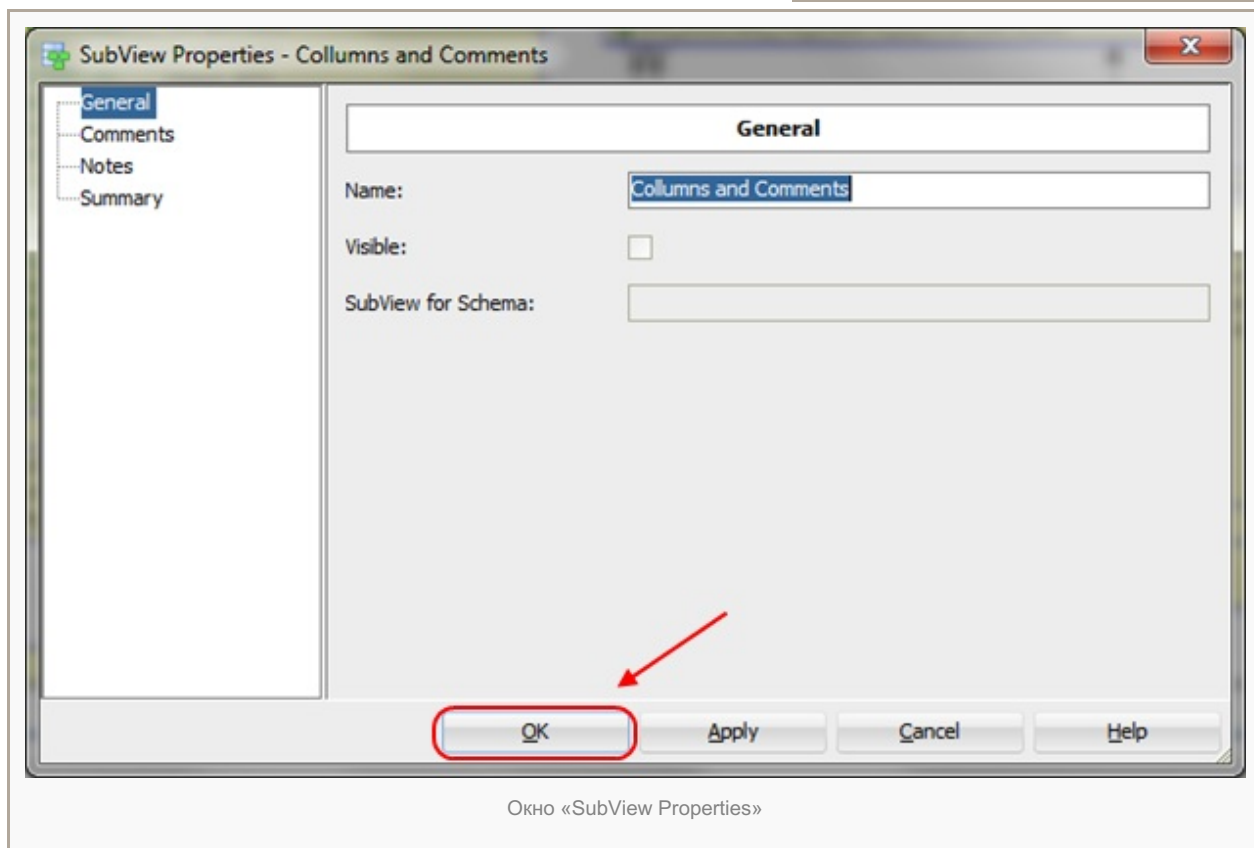 SubView Properties - Collumns and Comments
General
Comments
Notes
Summary
General
Name: Collumns and Comments
Visible:
SubView for Schema:
OK Apply Cancel Help
Окно «SubView Properties»